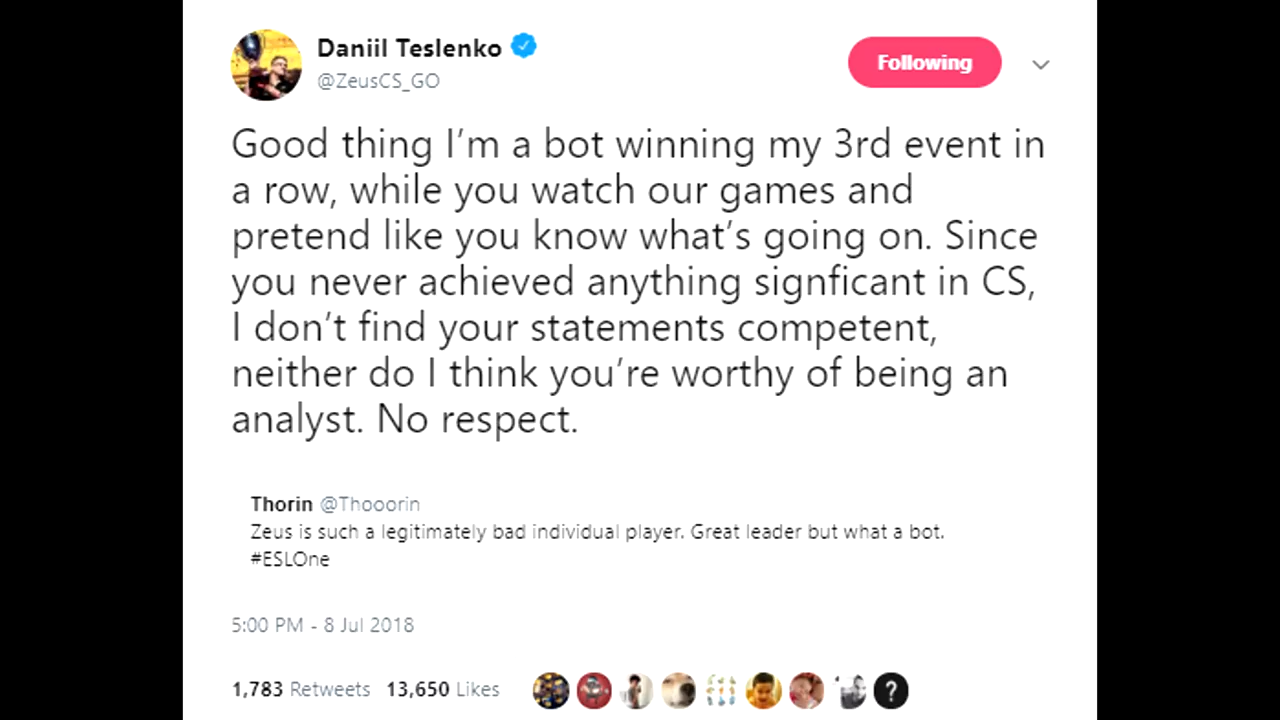 Daniil Teslenko
@ZeusCS_GO
Following
Good thing I'm a bot winning my 3rd event in
a row, while you watch our games and
pretend like you know what's going on. Since
you never achieved anything signficant in CS,
I don't find your statements competent,
neither do I think you're worthy of being an
analyst. No respect.
Thorin @Thooorin
Zeus is such a legitimately bad individual player. Great leader but what a bot.
#ESLOne
5:00 PM - 8 Jul 2018
1,783 Retweets 13,650 Likes ?